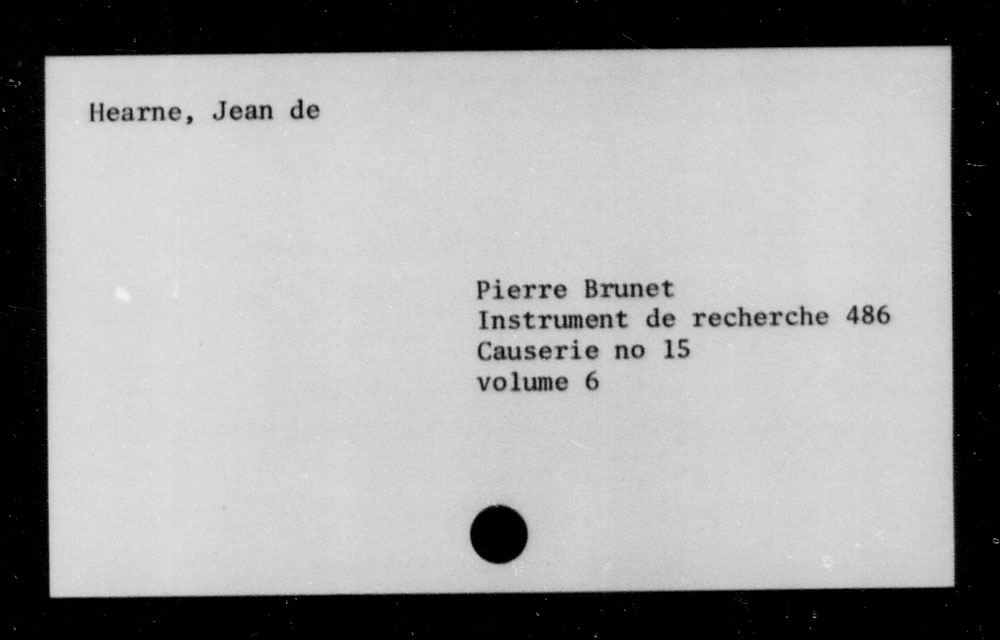 Hearne, Jean de
Pierre Brunet
Instrument de recherche 486
Causerie no 15
volume 6